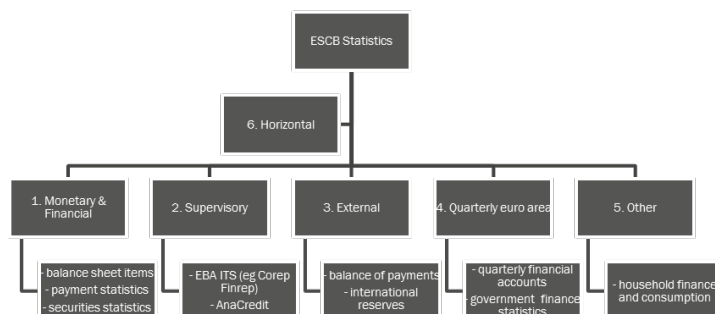 ESCB Statistics
6. Horizontal
1. Monetary &
Financial
2. Supervisory
3. External
4. Quarterly euro area
5. Other
- balance sheet items
- payment statistics
- securities statistics
- EBA ITS (eg Corep
Finrep)
- AnaCredit
- balance of payments
- international
reserves
- quarterly financial
accounts
- government finance
statistics
- household finance
and consumption